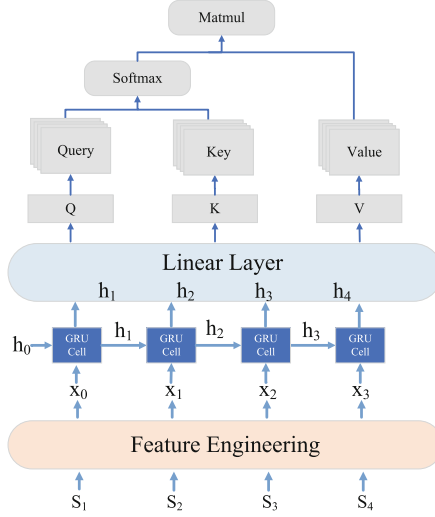 Matmul
Softmax
Query Key Value
Q K V
Linear Layer
h₁ h₂ h₃ h₄
h₀ GRU Cell h₁ GRU Cell h₂ GRU Cell h₃ GRU Cell
x₀ x₁ x₂ x₃
Feature Engineering
S₁ S₂ S₃ S₄